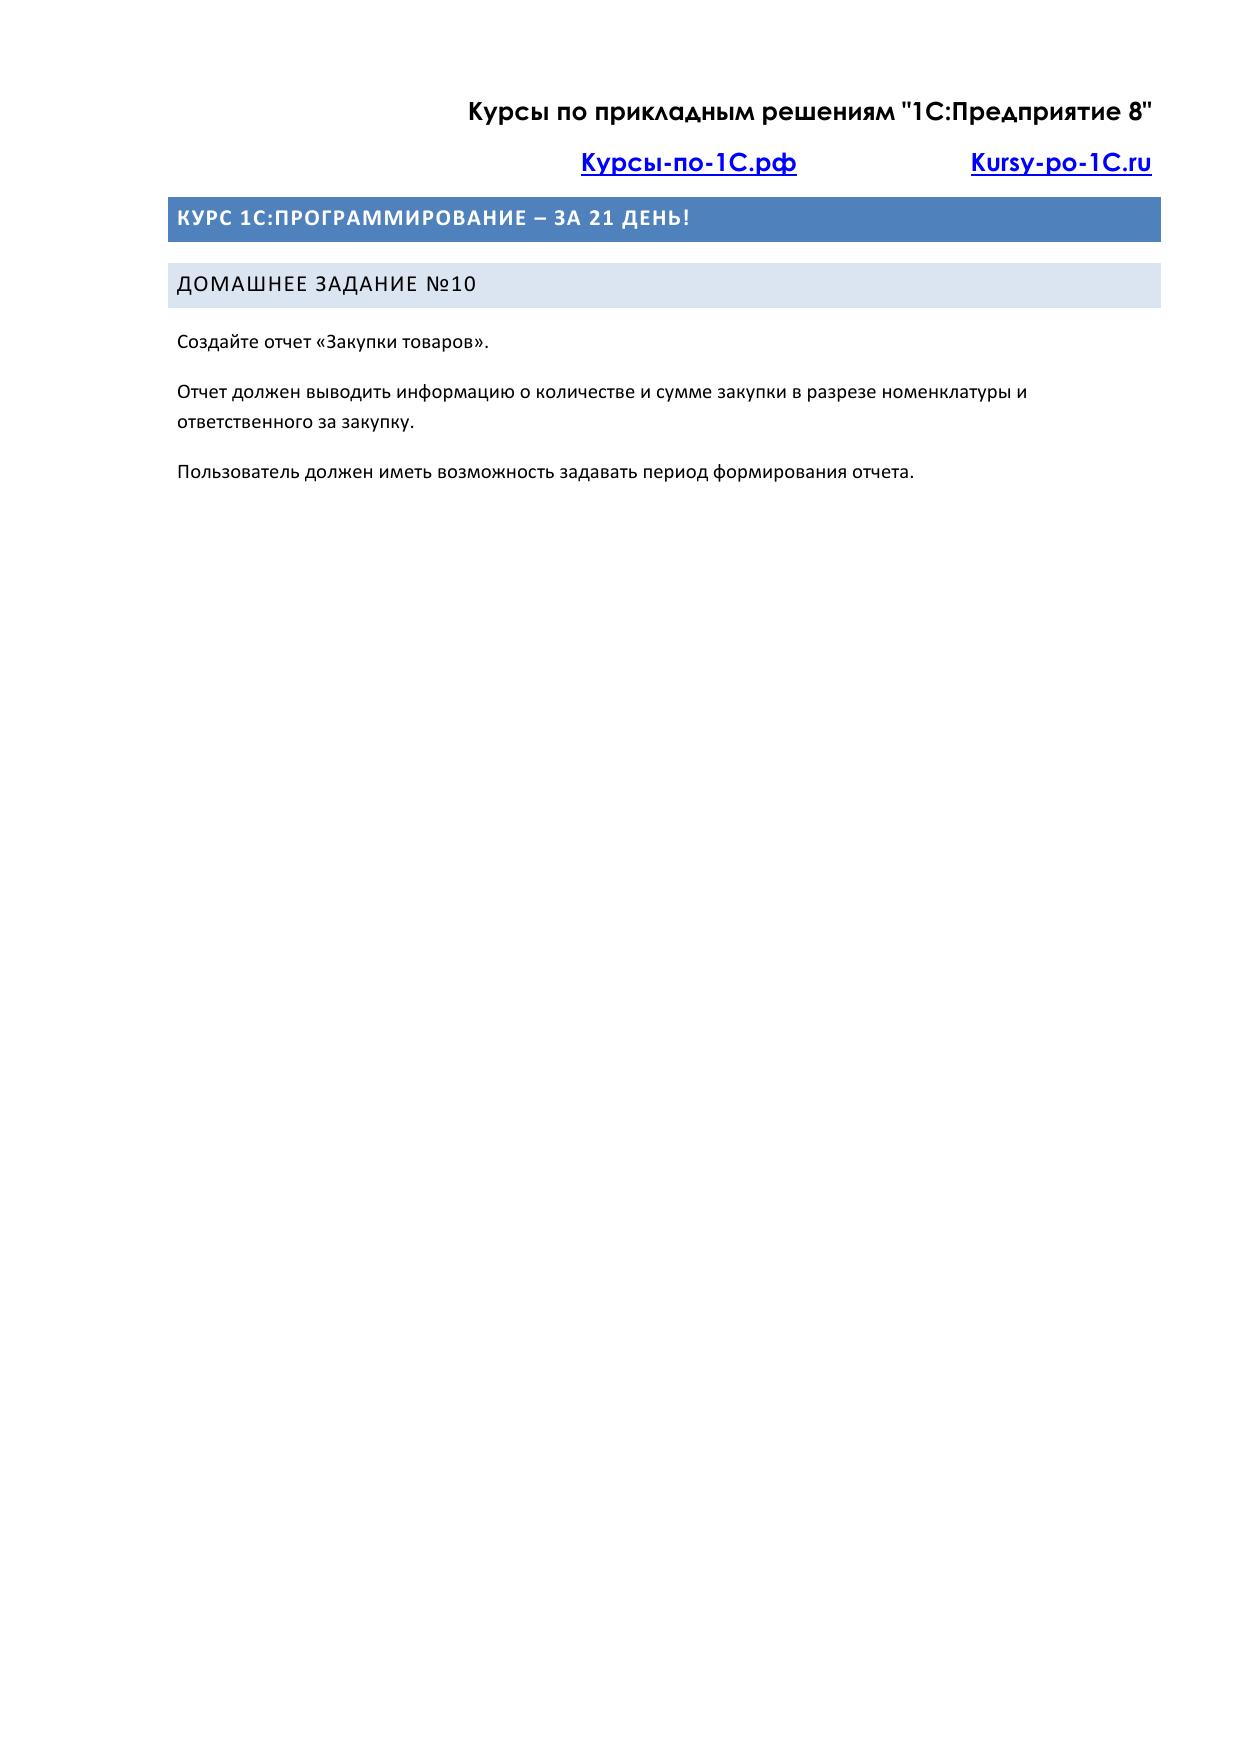 Курсы по прикладным решениям "1С:Предприятие 8"
Курсы-по-1С.рф Kursy-po-1C.ru
КУРС 1С:ПРОГРАММИРОВАНИЕ – ЗА 21 ДЕНЬ!
ДОМАШНЕЕ ЗАДАНИЕ №10
Создайте отчет «Закупки товаров».
Отчет должен выводить информацию о количестве и сумме закупки в разрезе номенклатуры и
ответственного за закупку.
Пользователь должен иметь возможность задавать период формирования отчета.